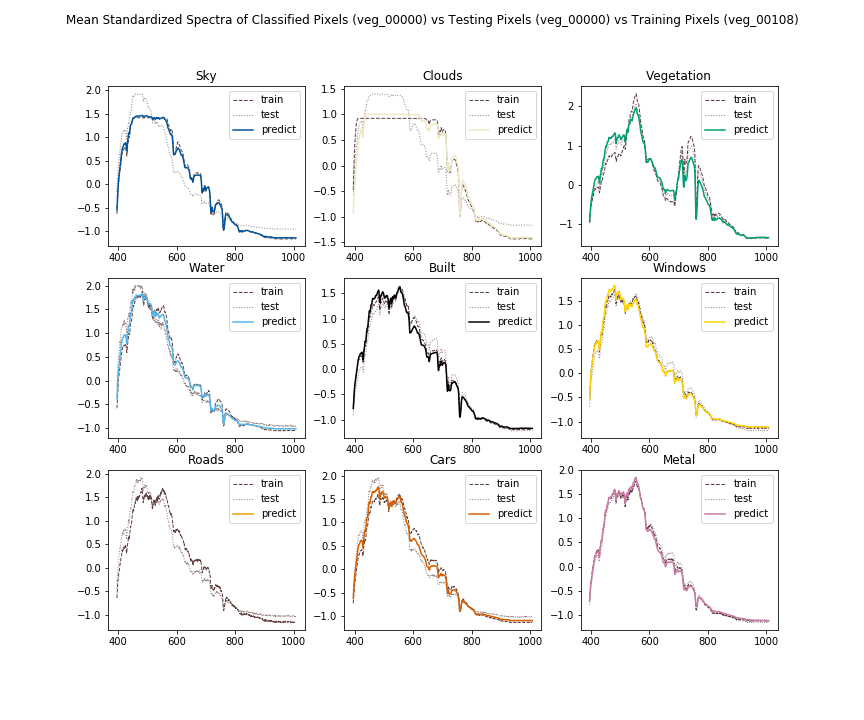 Mean Standardized Spectra of Classified Pixels (veg_00000) vs Testing Pixels (veg_00000) vs Training Pixels (veg_00108)
Sky
2.0
1.5
1.0
0.5
0.0
−0.5
−1.0
400 600 800 1000
train
test
predict
Clouds
1.5
1.0
0.5
0.0
−0.5
−1.0
−1.5
400 600 800 1000
train
test
predict
Vegetation
2
1
0
−1
400 600 800 1000
train
test
predict
Water
2.0
1.5
1.0
0.5
0.0
−0.5
−1.0
400 600 800 1000
train
test
predict
Built
1.5
1.0
0.5
0.0
−0.5
−1.0
400 600 800 1000
train
test
predict
Windows
1.5
1.0
0.5
0.0
−0.5
−1.0
400 600 800 1000
train
test
predict
Roads
2.0
1.5
1.0
0.5
0.0
−0.5
−1.0
400 600 800 1000
train
test
predict
Cars
2.0
1.5
1.0
0.5
0.0
−0.5
−1.0
400 600 800 1000
train
test
predict
Metal
2.0
1.5
1.0
0.5
0.0
−0.5
−1.0
400 600 800 1000
train
test
predict